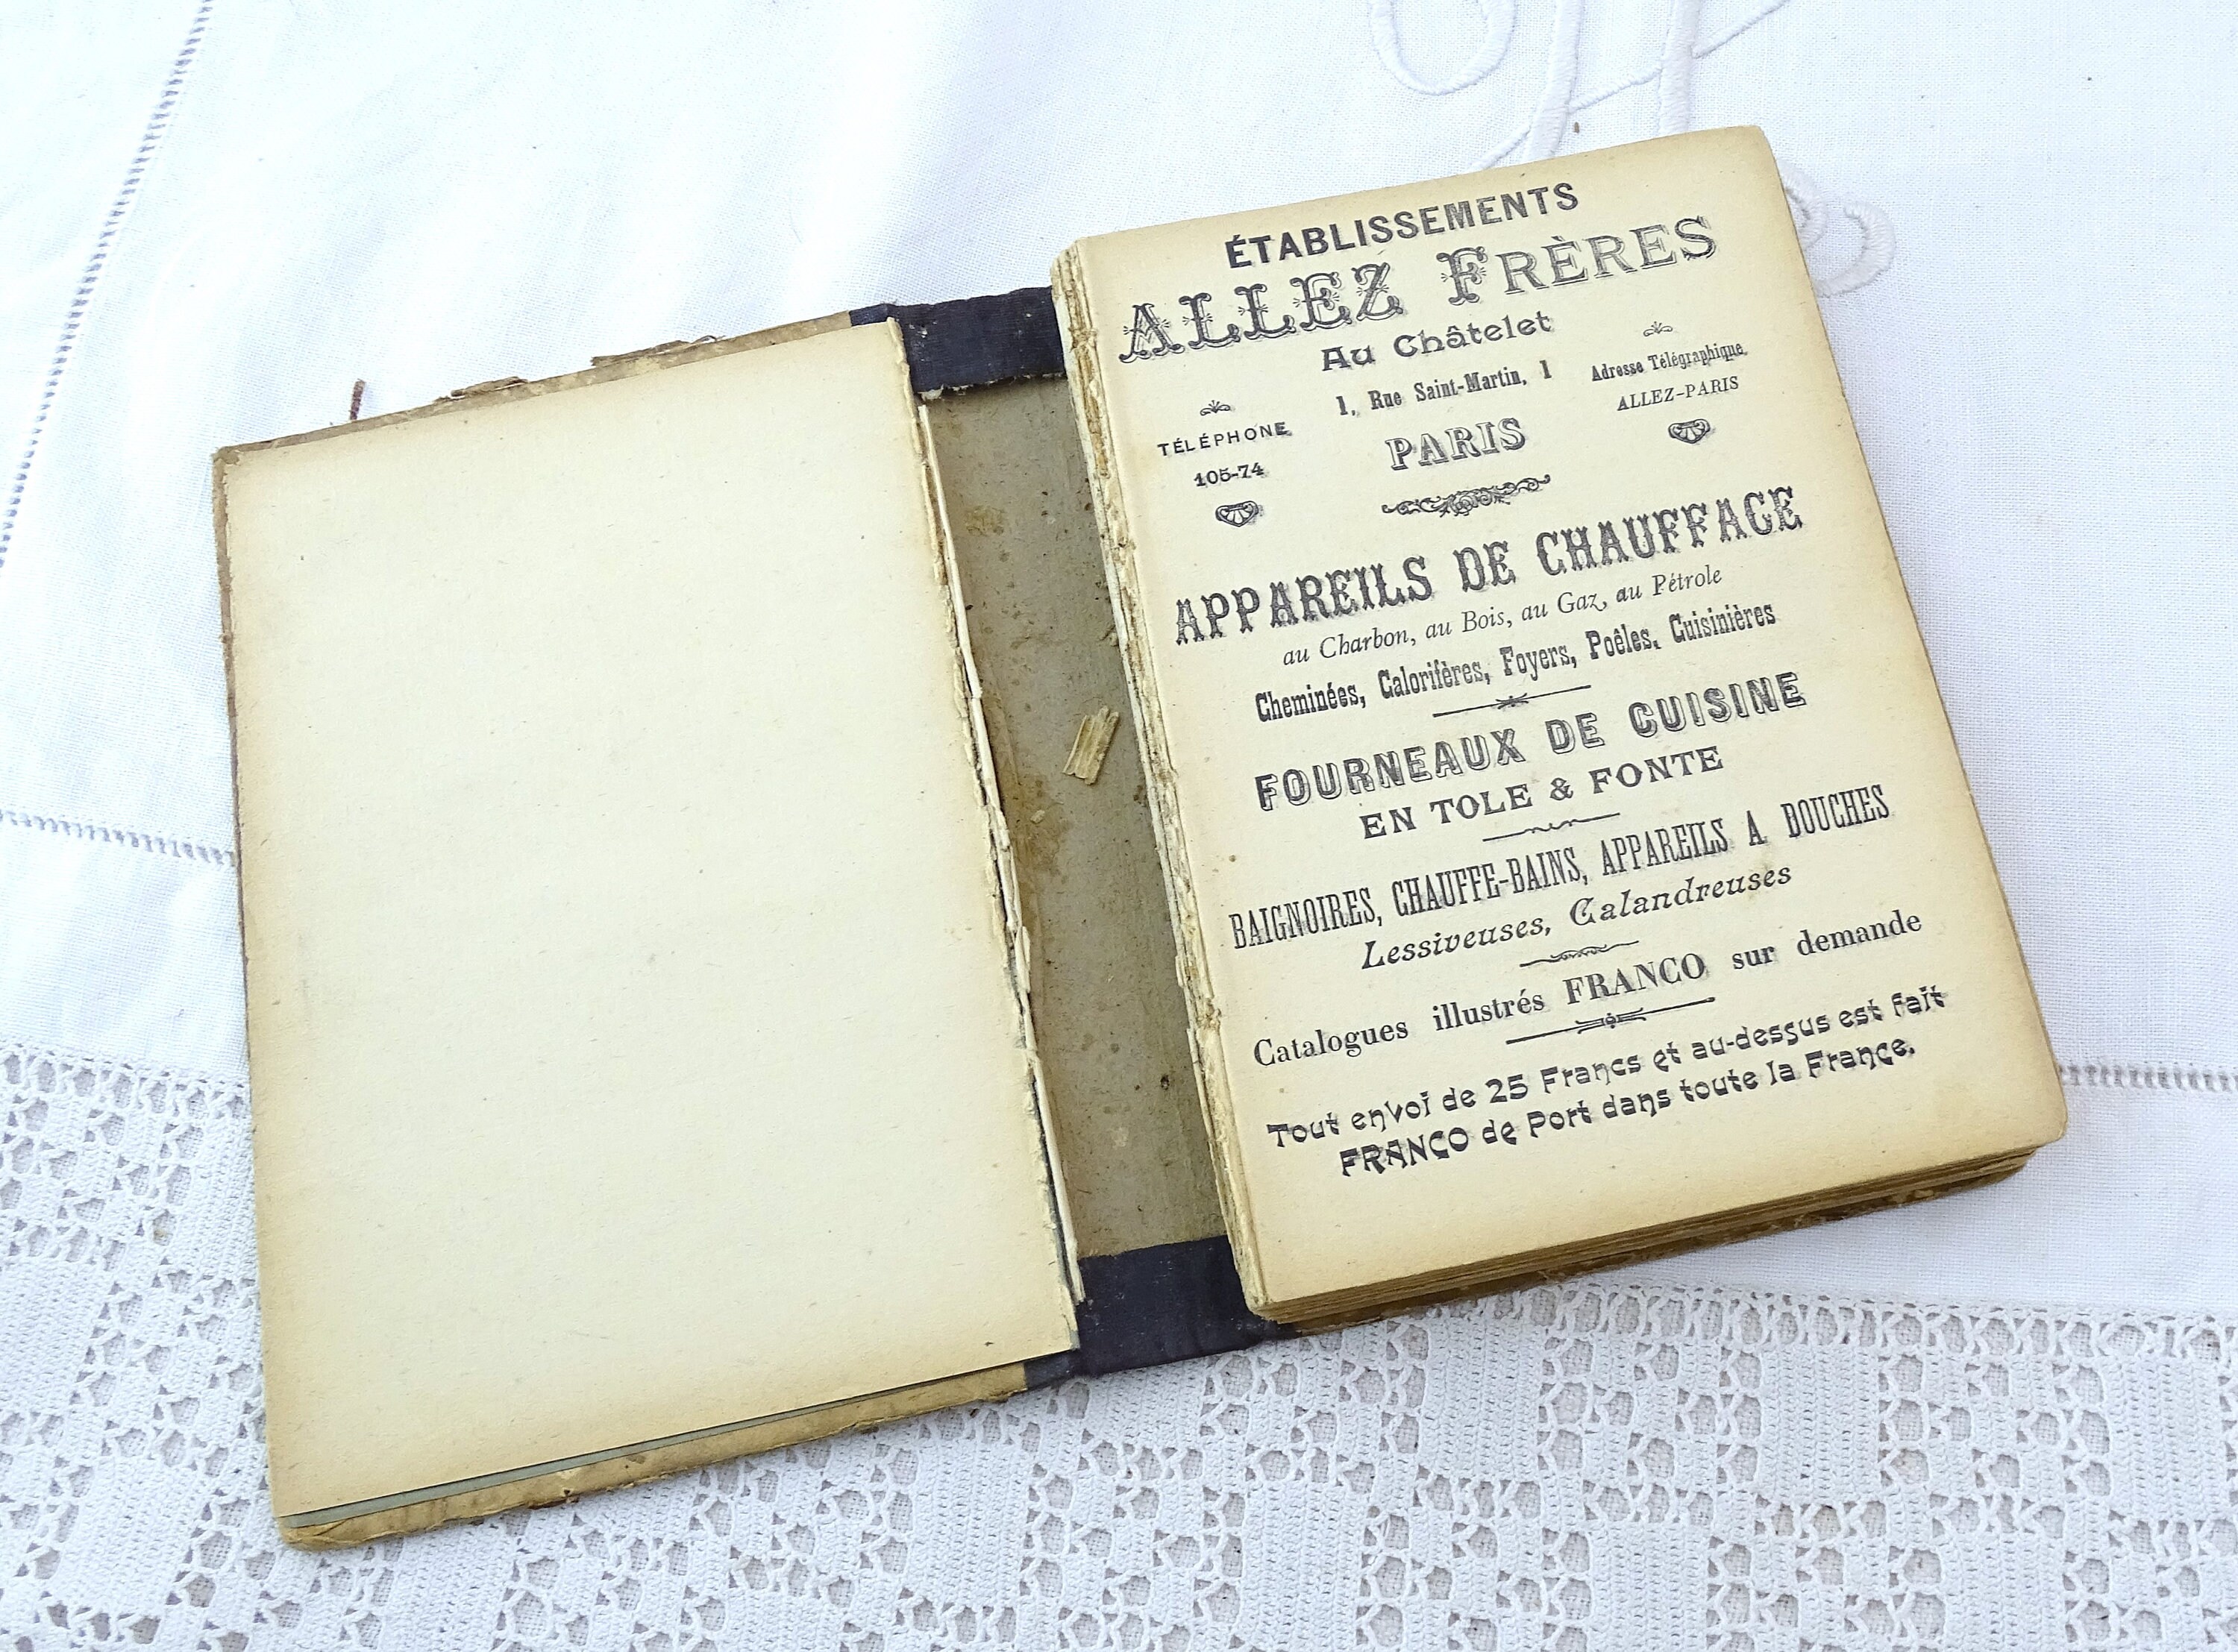 ÉTABLISSEMENTS
ALLEZ FRÈRES
Au Châtelet
1, Rue Saint-Martin, 1
PARIS
TÉLÉPHONE
105-74
Adresse Télégraphique
ALLEZ-PARIS
APPAREILS DE CHAUFFAGE
au Charbon, au Bois, au Gaz, au Pétrole
Cheminées, Calorifères, Foyers, Poêles, Cuisinières
FOURNEAUX DE CUISINE
EN TOLE & FONTE
BAIGNOIRES, CHAUFFE-BAINS, APPAREILS A DOUCHES
Lessiveuses, Calandreuses
Catalogues illustrés FRANCO sur demande
Tout envoi de 25 Francs et au-dessus est fait
FRANCO de Port dans toute la France.